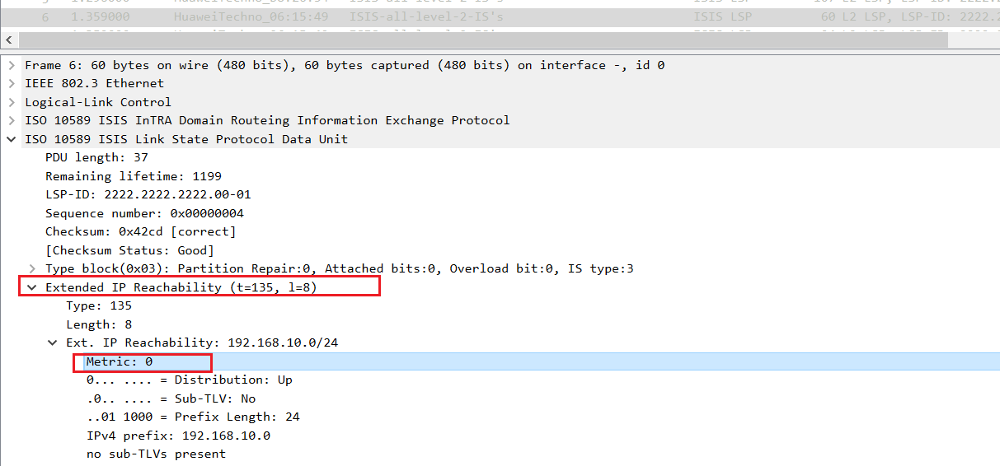 6 1.359000 HuaweiTechno_06:15:49 ISIS-all-level-2-IS's ISIS LSP 60 L2 LSP, LSP-ID: 2222.2
Frame 6: 60 bytes on wire (480 bits), 60 bytes captured (480 bits) on interface -, id 0
IEEE 802.3 Ethernet
Logical-Link Control
ISO 10589 ISIS InTRA Domain Routeing Information Exchange Protocol
ISO 10589 ISIS Link State Protocol Data Unit
PDU length: 37
Remaining lifetime: 1199
LSP-ID: 2222.2222.2222.00-01
Sequence number: 0x00000004
Checksum: 0x42cd [correct]
[Checksum Status: Good]
Type block(0x03): Partition Repair:0, Attached bits:0, Overload bit:0, IS type:3
Extended IP Reachability (t=135, l=8)
Type: 135
Length: 8
Ext. IP Reachability: 192.168.10.0/24
Metric: 0
0... .... = Distribution: Up
.0.. .... = Sub-TLV: No
..01 1000 = Prefix Length: 24
IPv4 prefix: 192.168.10.0
no sub-TLVs present